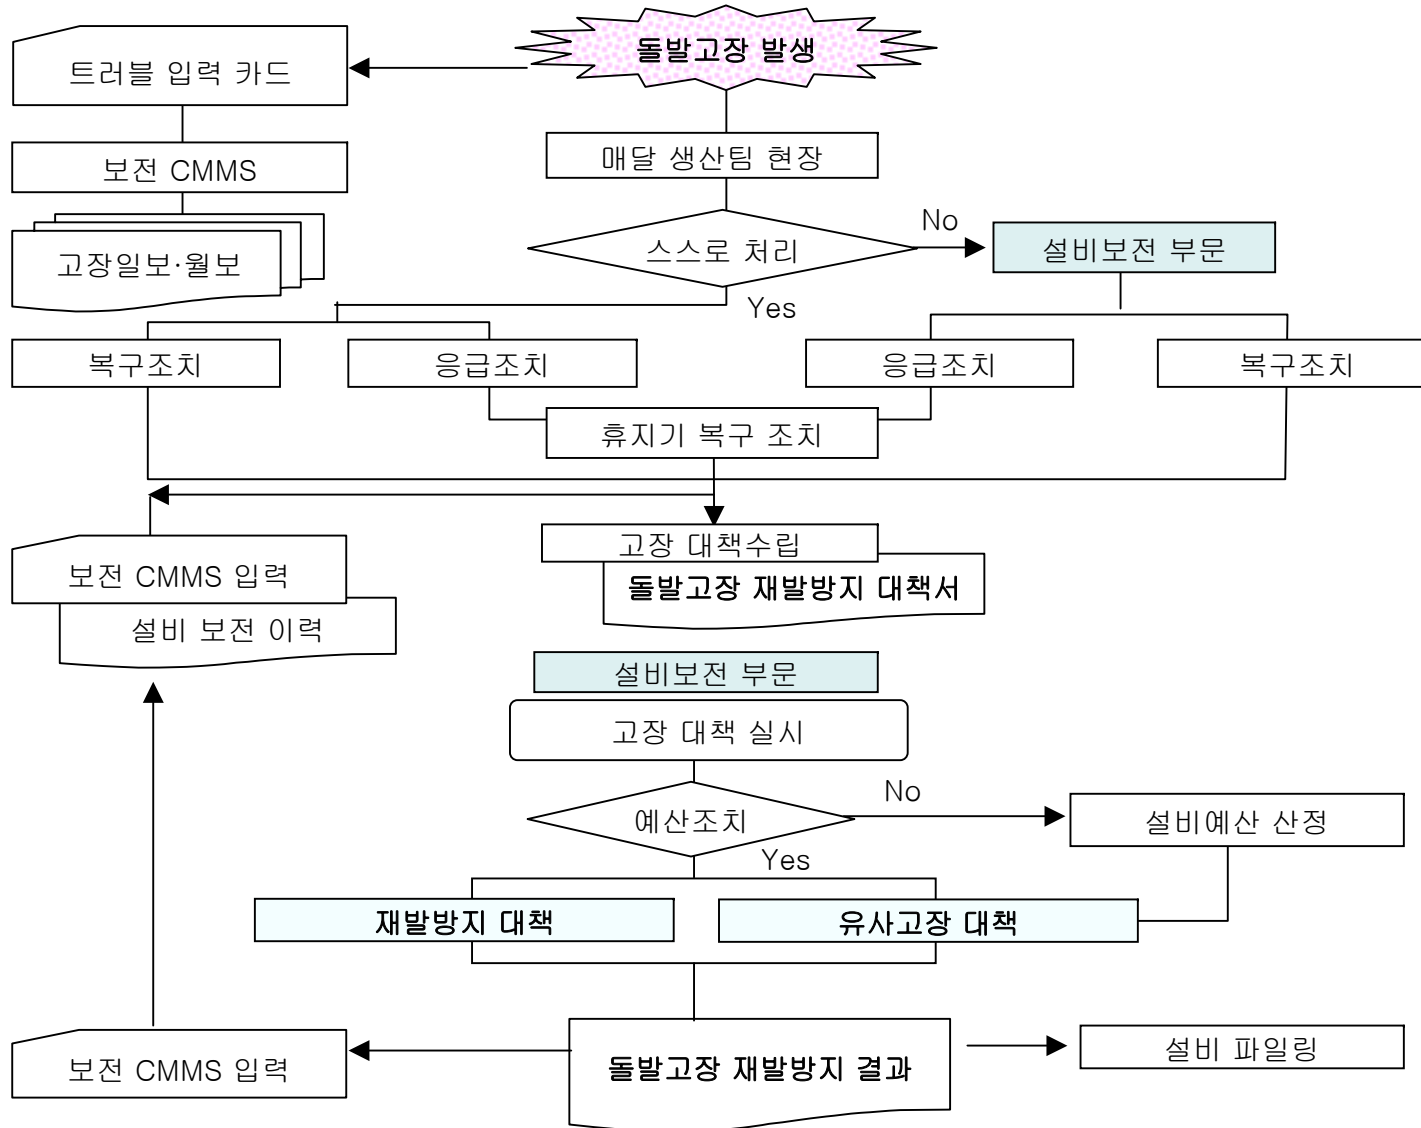 돌발고장 발생
트러블 입력 카드
보전 CMMS
매달 생산팀 현장
고장일보·월보
스스로 처리
No
설비보전 부문
Yes
복구조치
응급조치
응급조치
복구조치
휴지기 복구 조치
고장 대책수립
보전 CMMS 입력
돌발고장 재발방지 대책서
설비 보전 이력
설비보전 부문
고장 대책 실시
예산조치
No
설비예산 산정
Yes
재발방지 대책
유사고장 대책
보전 CMMS 입력
돌발고장 재발방지 결과
설비 파일링